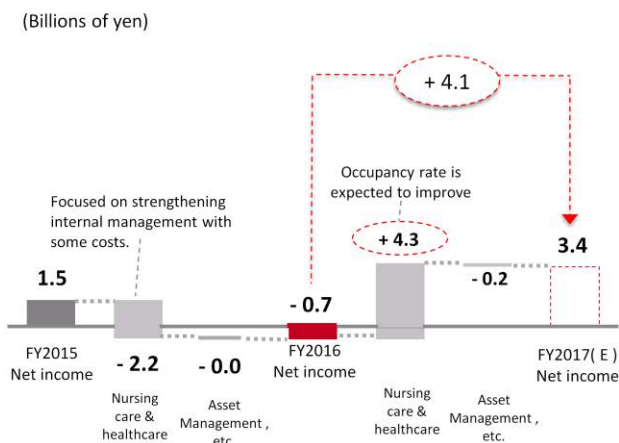 (Billions of yen)
+ 4.1
Occupancy rate is
expected to improve
Focused on strengthening
internal management with
some costs.
+ 4.3
3.4
1.5
- 0.2
- 0.7
FY2015
Net income
- 2.2
- 0.0
FY2016
Net income
FY2017( E )
Net income
Nursing
care &
healthcare
Asset
Management ,
etc.
Nursing
care &
healthcare
Asset
Management ,
etc.